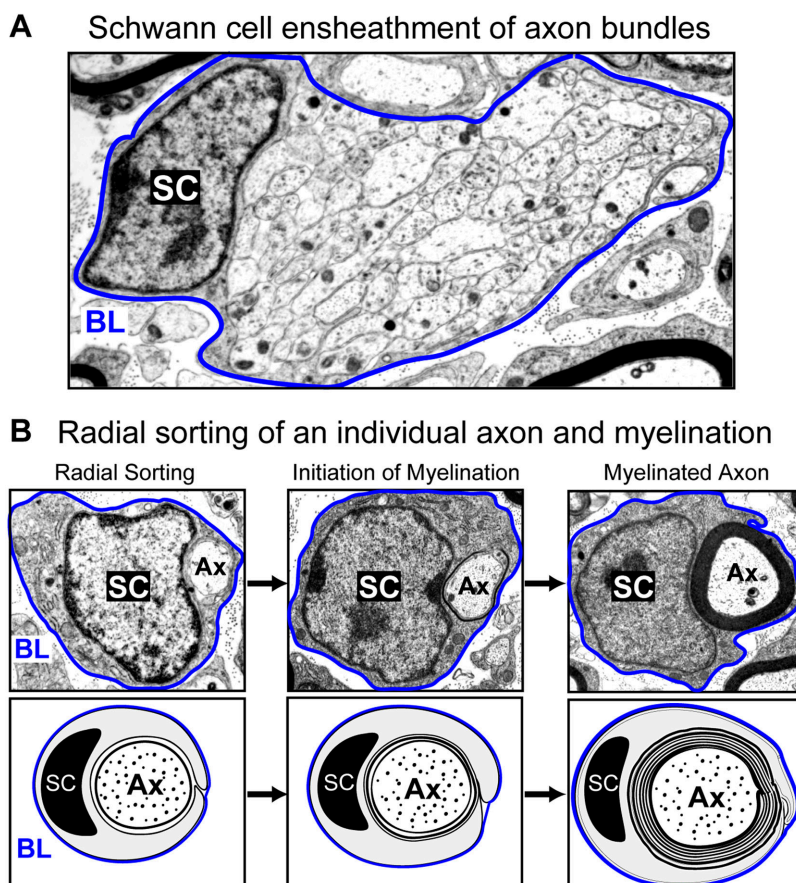 A Schwann cell ensheathment of axon bundles
SC
BL
B Radial sorting of an individual axon and myelination
Radial Sorting
Initiation of Myelination
Myelinated Axon
SC
Ax
BL
SC
Ax
SC
Ax
SC
Ax
BL
SC
Ax
SC
Ax